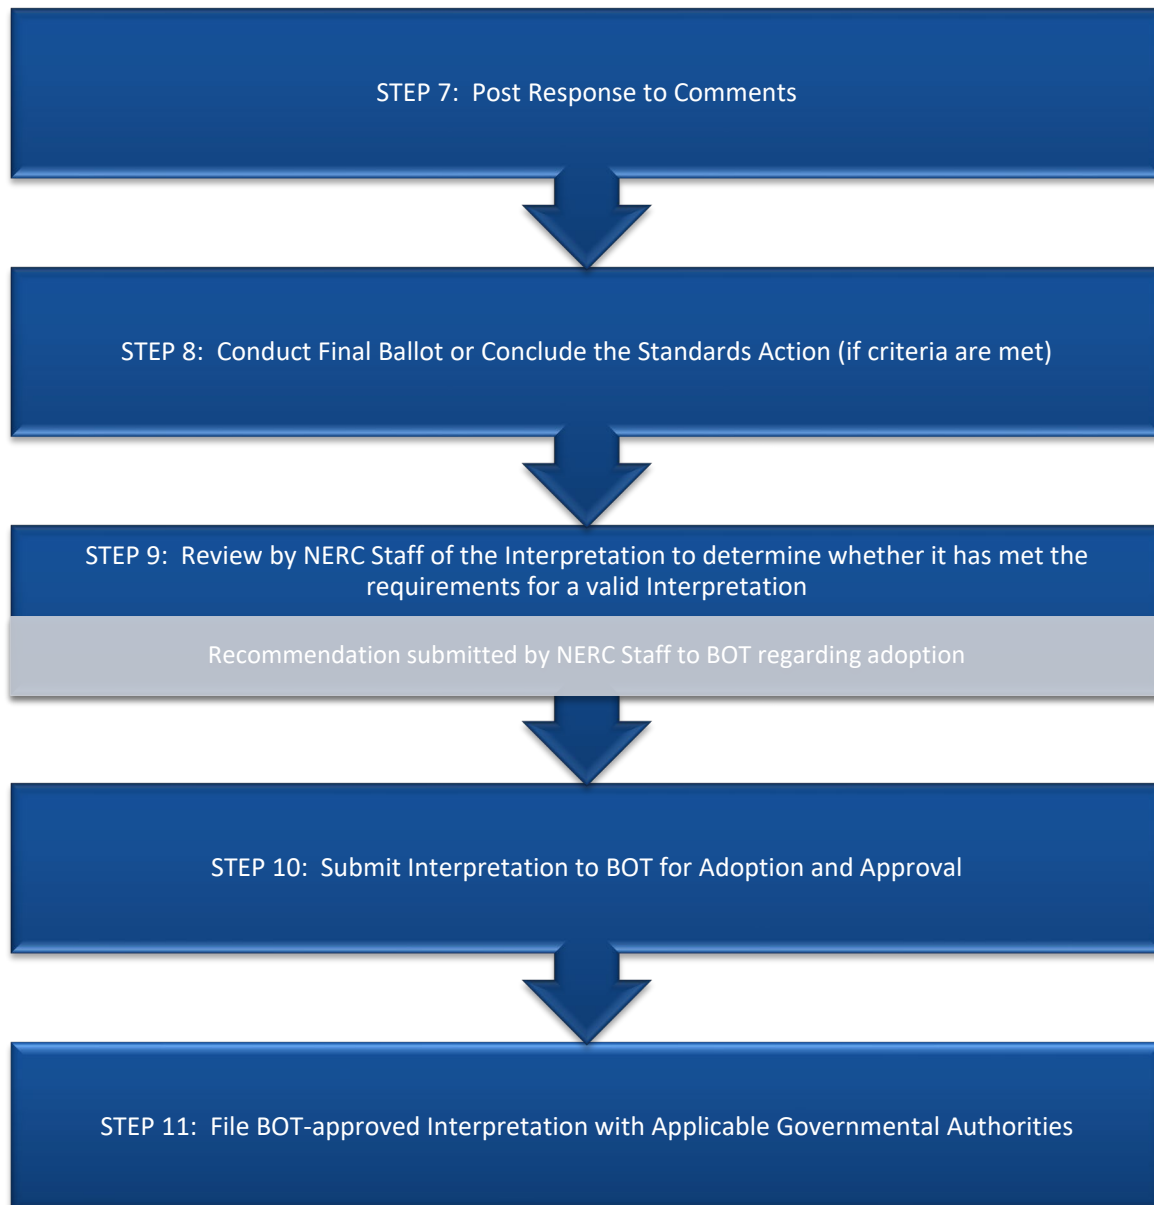 STEP 7: Post Response to Comments
STEP 8: Conduct Final Ballot or Conclude the Standards Action (if criteria are met)
STEP 9: Review by NERC Staff of the Interpretation to determine whether it has met the
requirements for a valid Interpretation
Recommendation submitted by NERC Staff to BOT regarding adoption
STEP 10: Submit Interpretation to BOT for Adoption and Approval
STEP 11: File BOT-approved Interpretation with Applicable Governmental Authorities